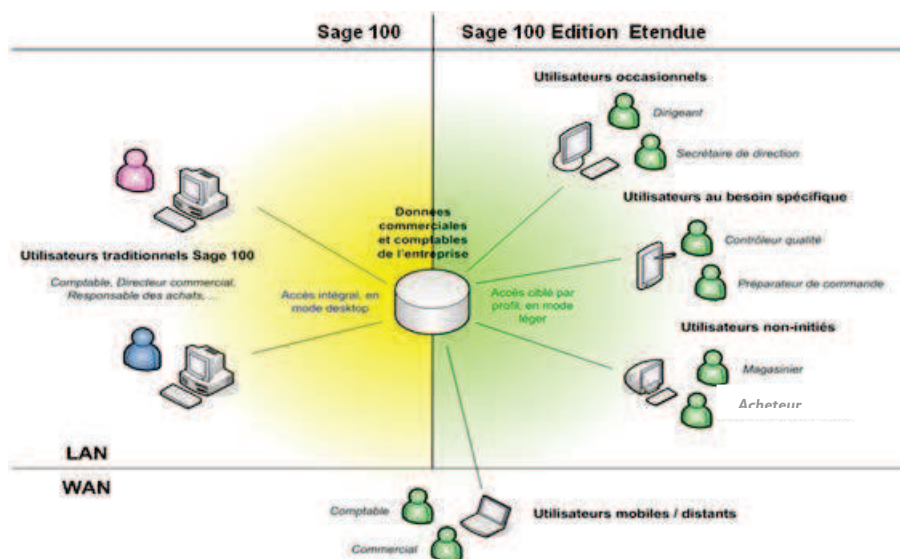 Sage 100
Sage 100 Edition Etendue
Utilisateurs occasionnels
Dirigeant
Secrétaire de direction
Utilisateurs au besoin spécifique
Données
commerciales
et comptables
de l'entreprise
Contrôleur qualité
Utilisateurs traditionnels Sage 100
Comptable, Directeur commercial,
Responsable des achats, ...
Accès intégral, en
mode desktop
Accès ciblé par
profil, en mode
léger
Préparateur de commande
Utilisateurs non-initiés
Magasinier
Acheteur
LAN
WAN
Comptable
Utilisateurs mobiles / distants
Commercial